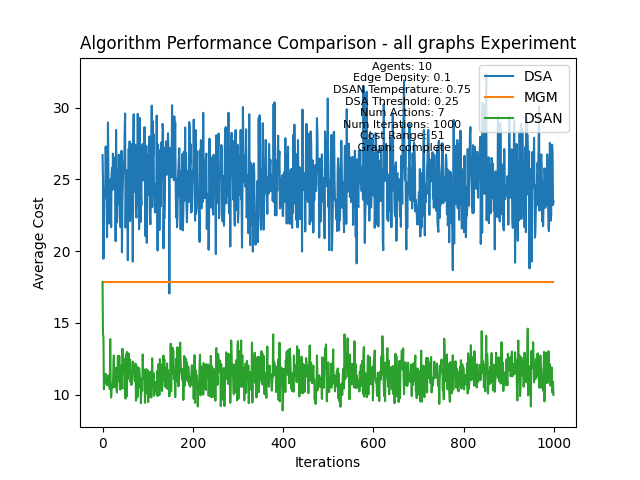 Algorithm Performance Comparison - all graphs Experiment
Agents: 10
Edge Density: 0.1
DSAN Temperature: 0.75
DSA Threshold: 0.25
Num Actions: 7
Num Iterations: 1000
Cost Range: 51
Graph: complete
DSA
MGM
DSAN
Average Cost
30
25
20
15
10
0
200
400
600
800
1000
Iterations